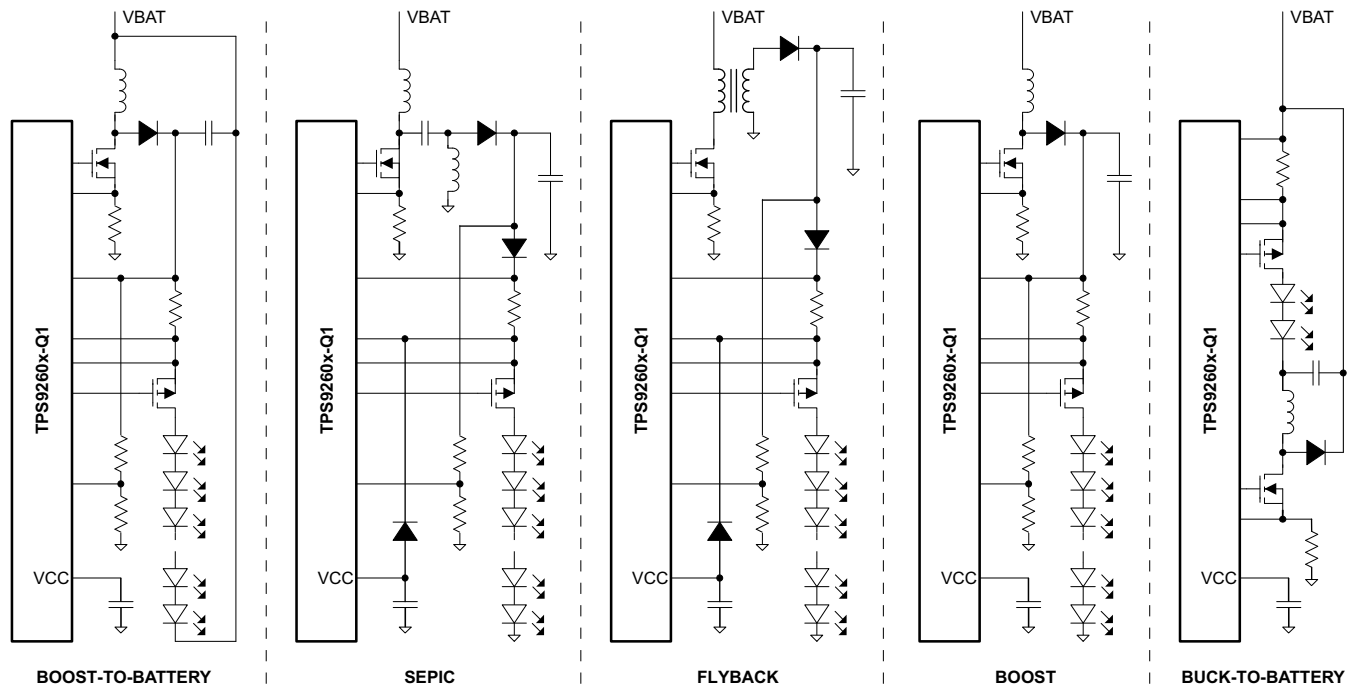 VBAT
TPS9260x-Q1
VCC
BOOST-TO-BATTERY
VBAT
TPS9260x-Q1
VCC
SEPIC
VBAT
TPS9260x-Q1
VCC
FLYBACK
VBAT
TPS9260x-Q1
VCC
BOOST
VBAT
TPS9260x-Q1
VCC
BUCK-TO-BATTERY